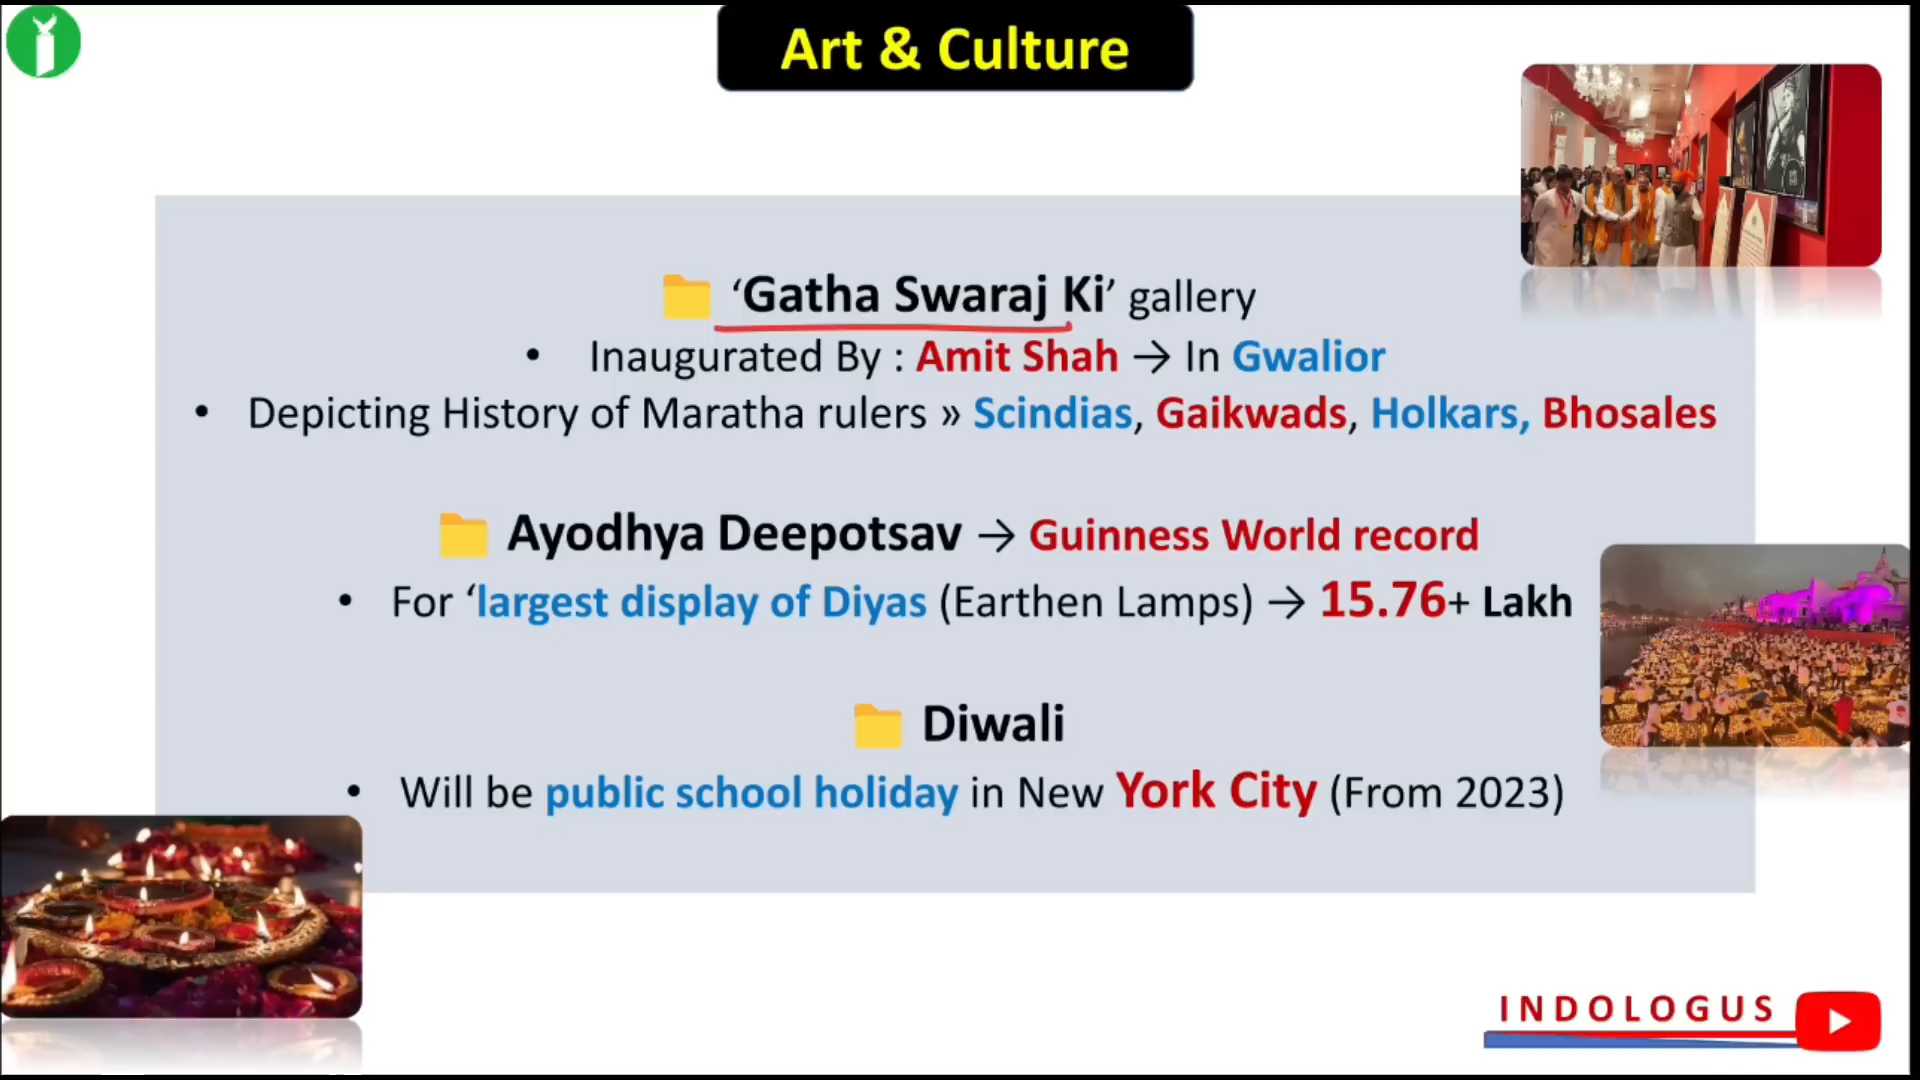 Art & Culture
‘Gatha Swaraj Ki’ gallery
• Inaugurated By : Amit Shah → In Gwalior
• Depicting History of Maratha rulers » Scindias, Gaikwads, Holkars, Bhosales
Ayodhya Deepotsav → Guinness World record
• For ‘largest display of Diyas (Earthen Lamps) → 15.76+ Lakh
Diwali
• Will be public school holiday in New York City (From 2023)
INDOLOGUS